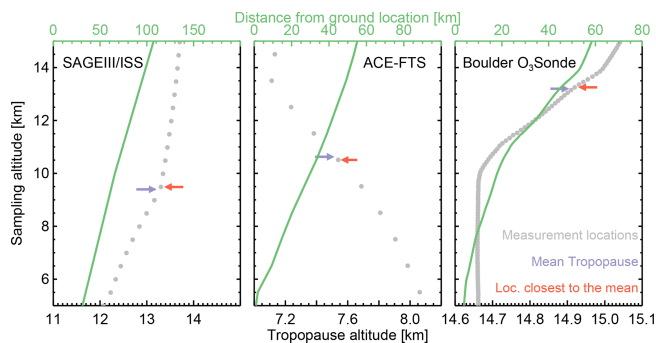 Distance from ground location [km]
0 50 100 150 200
0 20 40 60 80 100
0 20 40 60 80
SAGEIII/ISS
ACE-FTS
Boulder O3Sonde
Sampling altitude [km]
14
12
10
8
6
Measurement locations
Mean Tropopause
Loc. closest to the mean
11 12 13 14
7.2 7.6 8.0
14.6 14.7 14.8 14.9 15.0 15.1
Tropopause altitude [km]